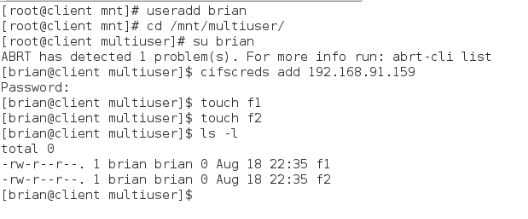 [root@client mnt]# useradd brian
[root@client mnt]# cd /mnt/multiuser/
[root@client multiuser]# su brian
ABRT has detected 1 problem(s). For more info run: abrt-cli list
[brian@client multiuser]$ cifscreds add 192.168.91.159
Password:
[brian@client multiuser]$ touch f1
[brian@client multiuser]$ touch f2
[brian@client multiuser]$ ls -l
total 0
-rw-r--r--. 1 brian brian 0 Aug 18 22:35 f1
-rw-r--r--. 1 brian brian 0 Aug 18 22:35 f2
[brian@client multiuser]$